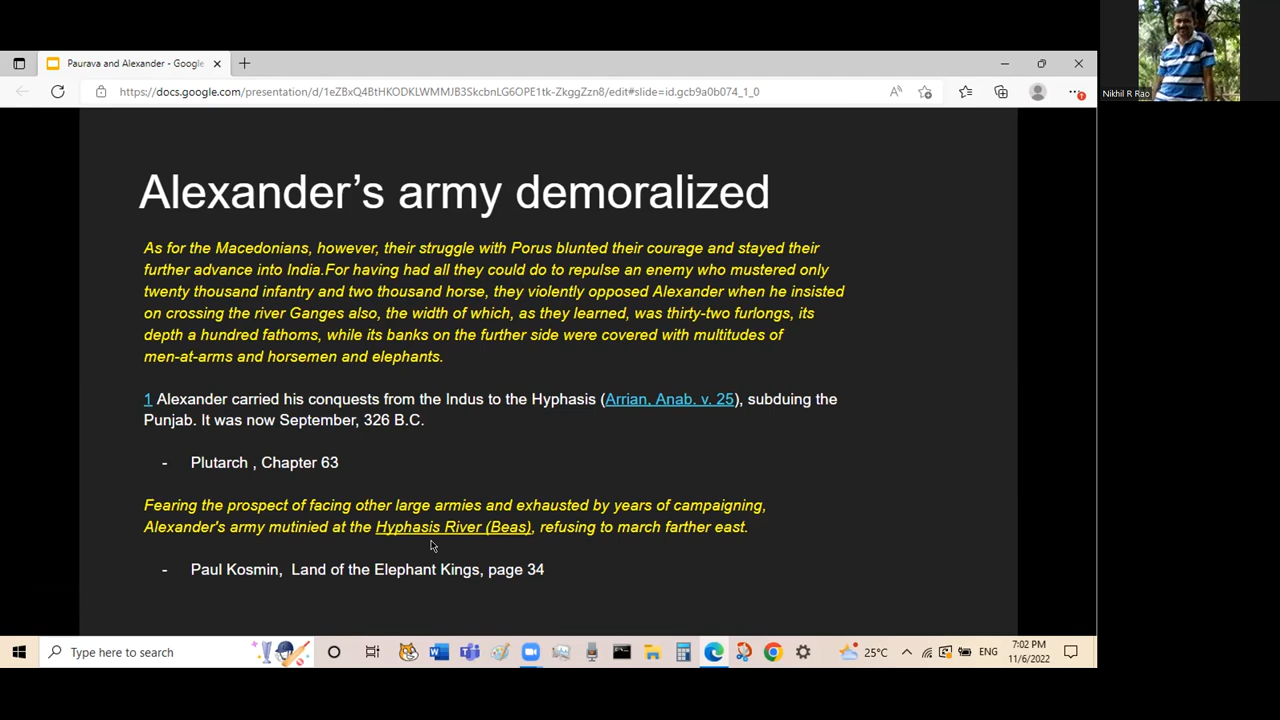 Paurava and Alexander - Google
https://docs.google.com/presentation/d/1eZBxQ4BtHKODKLWMMJB3SkcbnLG6OPE1tk-ZkggZzn8/edit#slide=id.gcb9a0b074_1_0
Nikhil R Rao
Alexander’s army demoralized
As for the Macedonians, however, their struggle with Porus blunted their courage and stayed their
further advance into India.For having had all they could do to repulse an enemy who mustered only
twenty thousand infantry and two thousand horse, they violently opposed Alexander when he insisted
on crossing the river Ganges also, the width of which, as they learned, was thirty-two furlongs, its
depth a hundred fathoms, while its banks on the further side were covered with multitudes of
men-at-arms and horsemen and elephants.
1 Alexander carried his conquests from the Indus to the Hyphasis (Arrian, Anab. v. 25), subduing the
Punjab. It was now September, 326 B.C.
- Plutarch , Chapter 63
Fearing the prospect of facing other large armies and exhausted by years of campaigning,
Alexander's army mutinied at the Hyphasis River (Beas), refusing to march farther east.
- Paul Kosmin, Land of the Elephant Kings, page 34
Type here to search
25°C
ENG
7:02 PM
11/6/2022